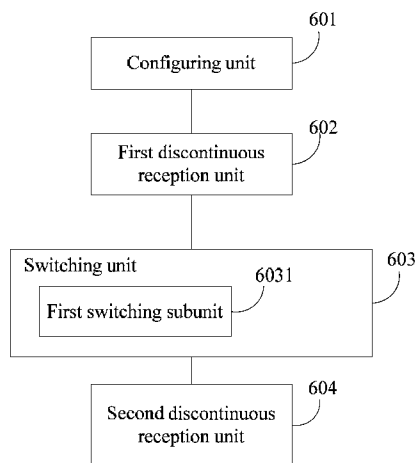 601
Configuring unit
602
First discontinuous
reception unit
603
Switching unit
6031
First switching subunit
604
Second discontinuous
reception unit